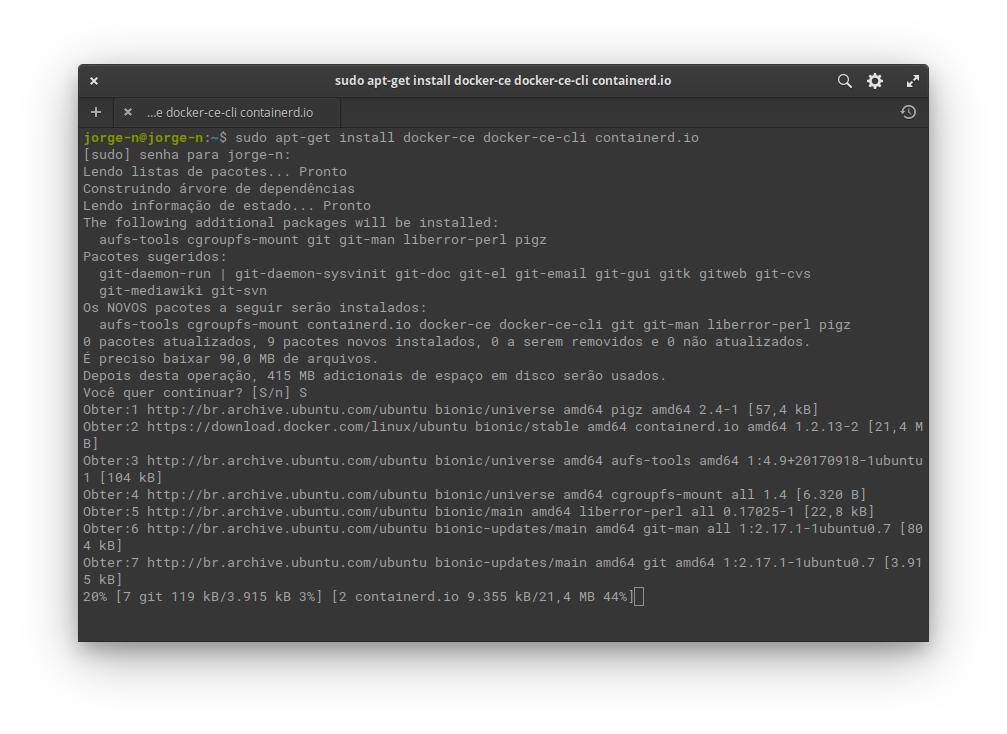 sudo apt-get install docker-ce docker-ce-cli containerd.io
...e docker-ce-cli containerd.io
jorge-n@jorge-n:~$ sudo apt-get install docker-ce docker-ce-cli containerd.io
[sudo] senha para jorge-n:
Lendo listas de pacotes... Pronto
Construindo árvore de dependências
Lendo informação de estado... Pronto
The following additional packages will be installed:
  aufs-tools cgroupfs-mount git git-man liberror-perl pigz
Pacotes sugeridos:
  git-daemon-run | git-daemon-sysvinit git-doc git-el git-email git-gui gitk gitweb git-cvs
  git-mediawiki git-svn
Os NOVOS pacotes a seguir serão instalados:
  aufs-tools cgroupfs-mount containerd.io docker-ce docker-ce-cli git git-man liberror-perl pigz
0 pacotes atualizados, 9 pacotes novos instalados, 0 a serem removidos e 0 não atualizados.
É preciso baixar 90,0 MB de arquivos.
Depois desta operação, 415 MB adicionais de espaço em disco serão usados.
Você quer continuar? [S/n] S
Obter:1 http://br.archive.ubuntu.com/ubuntu bionic/universe amd64 pigz amd64 2.4-1 [57,4 kB]
Obter:2 https://download.docker.com/linux/ubuntu bionic/stable amd64 containerd.io amd64 1.2.13-2 [21,4 M
B]
Obter:3 http://br.archive.ubuntu.com/ubuntu bionic/universe amd64 aufs-tools amd64 1:4.9+20170918-1ubuntu
1 [104 kB]
Obter:4 http://br.archive.ubuntu.com/ubuntu bionic/universe amd64 cgroupfs-mount all 1.4 [6.320 B]
Obter:5 http://br.archive.ubuntu.com/ubuntu bionic/main amd64 liberror-perl all 0.17025-1 [22,8 kB]
Obter:6 http://br.archive.ubuntu.com/ubuntu bionic-updates/main amd64 git-man all 1:2.17.1-1ubuntu0.7 [80
4 kB]
Obter:7 http://br.archive.ubuntu.com/ubuntu bionic-updates/main amd64 git amd64 1:2.17.1-1ubuntu0.7 [3.91
5 kB]
20% [7 git 119 kB/3.915 kB 3%] [2 containerd.io 9.355 kB/21,4 MB 44%]